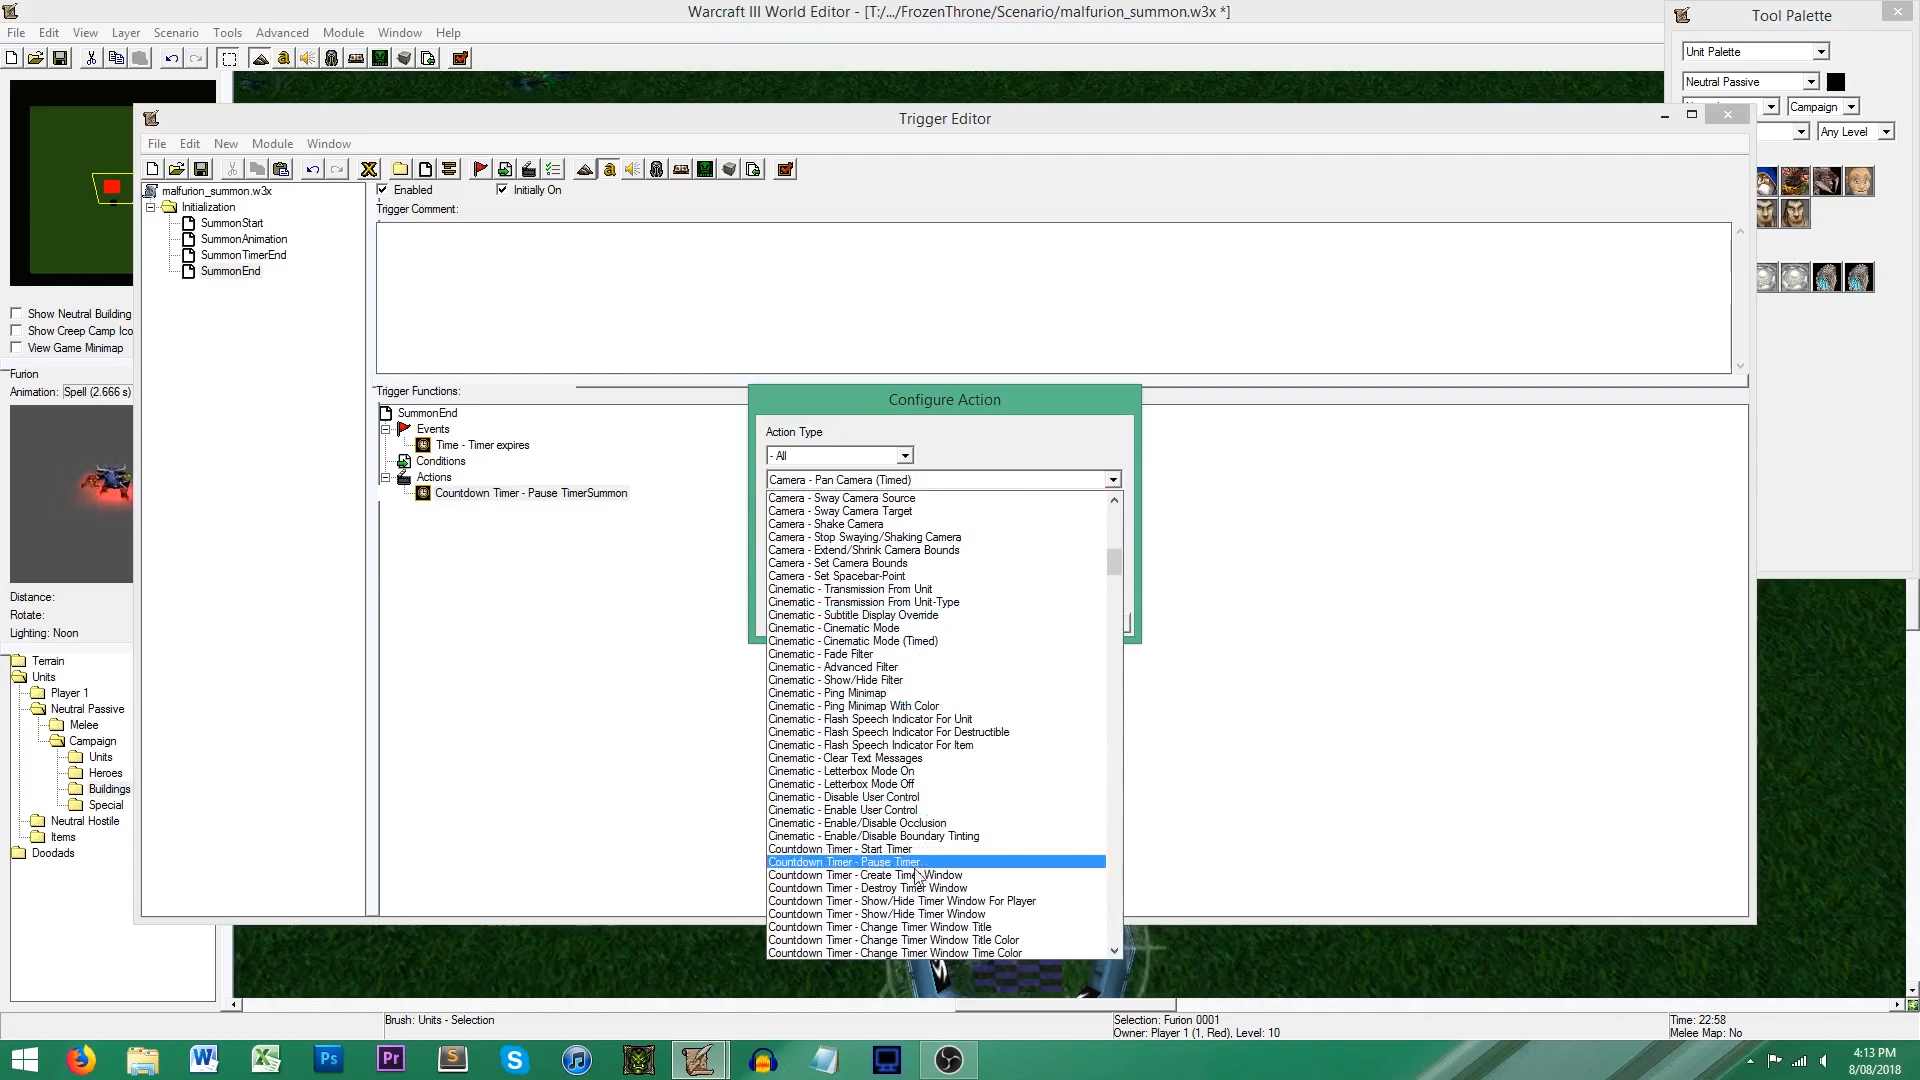 Warcraft III World Editor - [T:/.../FrozenThrone/Scenario/malfurion_summon.w3x *]
Tool Palette
File Edit View Layer Scenario Tools Advanced Module Window Help
Unit Palette
Neutral Passive
Campaign
Any Level
Trigger Editor
File Edit New Module Window
malfurion_summon.w3x
Initialization
SummonStart
SummonAnimation
SummonTimerEnd
SummonEnd
Enabled
Initially On
Trigger Comment:
Show Neutral Building
Show Creep Camp Ico
View Game Minimap
Furion
Animation: Spell (2.666 s)
Distance:
Rotate:
Lighting: Noon
Terrain
Units
Player 1
Neutral Passive
Melee
Campaign
Units
Heroes
Buildings
Special
Neutral Hostile
Items
Doodads
Trigger Functions:
SummonEnd
Events
Time - Timer expires
Conditions
Actions
Countdown Timer - Pause TimerSummon
Configure Action
Action Type
- All
Camera - Pan Camera (Timed)
Camera - Sway Camera Source
Camera - Sway Camera Target
Camera - Shake Camera
Camera - Stop Swaying/Shaking Camera
Camera - Extend/Shrink Camera Bounds
Camera - Set Camera Bounds
Camera - Set Spacebar-Point
Cinematic - Transmission From Unit
Cinematic - Transmission From Unit-Type
Cinematic - Subtitle Display Override
Cinematic - Cinematic Mode
Cinematic - Cinematic Mode (Timed)
Cinematic - Fade Filter
Cinematic - Advanced Filter
Cinematic - Show/Hide Filter
Cinematic - Ping Minimap
Cinematic - Ping Minimap With Color
Cinematic - Flash Speech Indicator For Unit
Cinematic - Flash Speech Indicator For Destructible
Cinematic - Flash Speech Indicator For Item
Cinematic - Clear Text Messages
Cinematic - Letterbox Mode On
Cinematic - Letterbox Mode Off
Cinematic - Disable User Control
Cinematic - Enable User Control
Cinematic - Enable/Disable Occlusion
Cinematic - Enable/Disable Boundary Tinting
Countdown Timer - Start Timer
Countdown Timer - Pause Timer
Countdown Timer - Create Timer Window
Countdown Timer - Destroy Timer Window
Countdown Timer - Show/Hide Timer Window For Player
Countdown Timer - Show/Hide Timer Window
Countdown Timer - Change Timer Window Title
Countdown Timer - Change Timer Window Title Color
Countdown Timer - Change Timer Window Time Color
Brush: Units - Selection
Selection: Furion 0001
Owner: Player 1 (1, Red), Level: 10
Time: 22:58
Melee Map: No
4:13 PM
8/08/2018